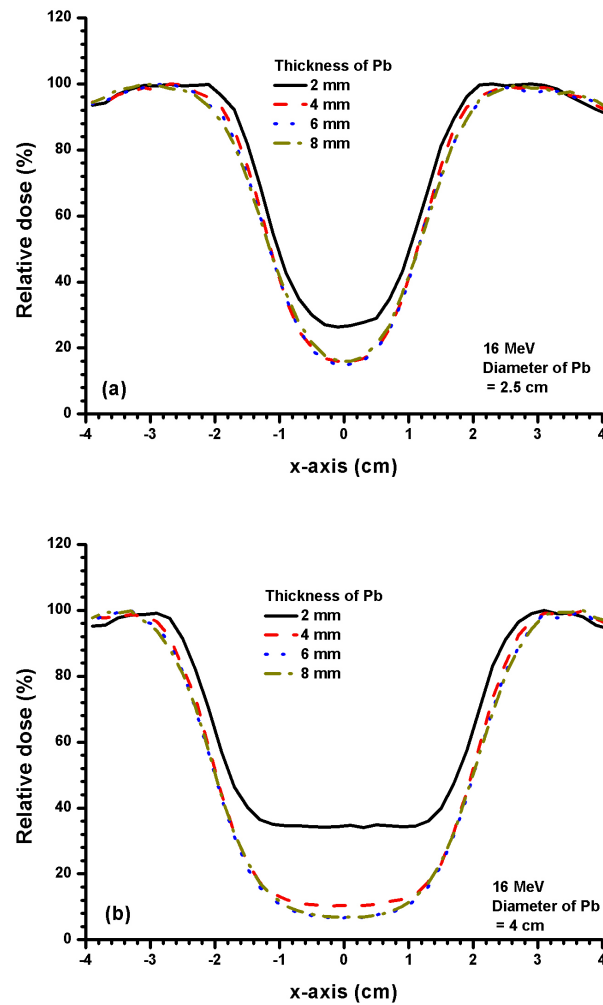 120
100
80
60
40
20
0
Relative dose (%)
Thickness of Pb
2 mm
4 mm
6 mm
8 mm
(a)
16 MeV
Diameter of Pb
= 2.5 cm
-4 -3 -2 -1 0 1 2 3 4
x-axis (cm)
120
100
80
60
40
20
0
Relative dose (%)
Thickness of Pb
2 mm
4 mm
6 mm
8 mm
(b)
16 MeV
Diameter of Pb
= 4 cm
-4 -3 -2 -1 0 1 2 3 4
x-axis (cm)